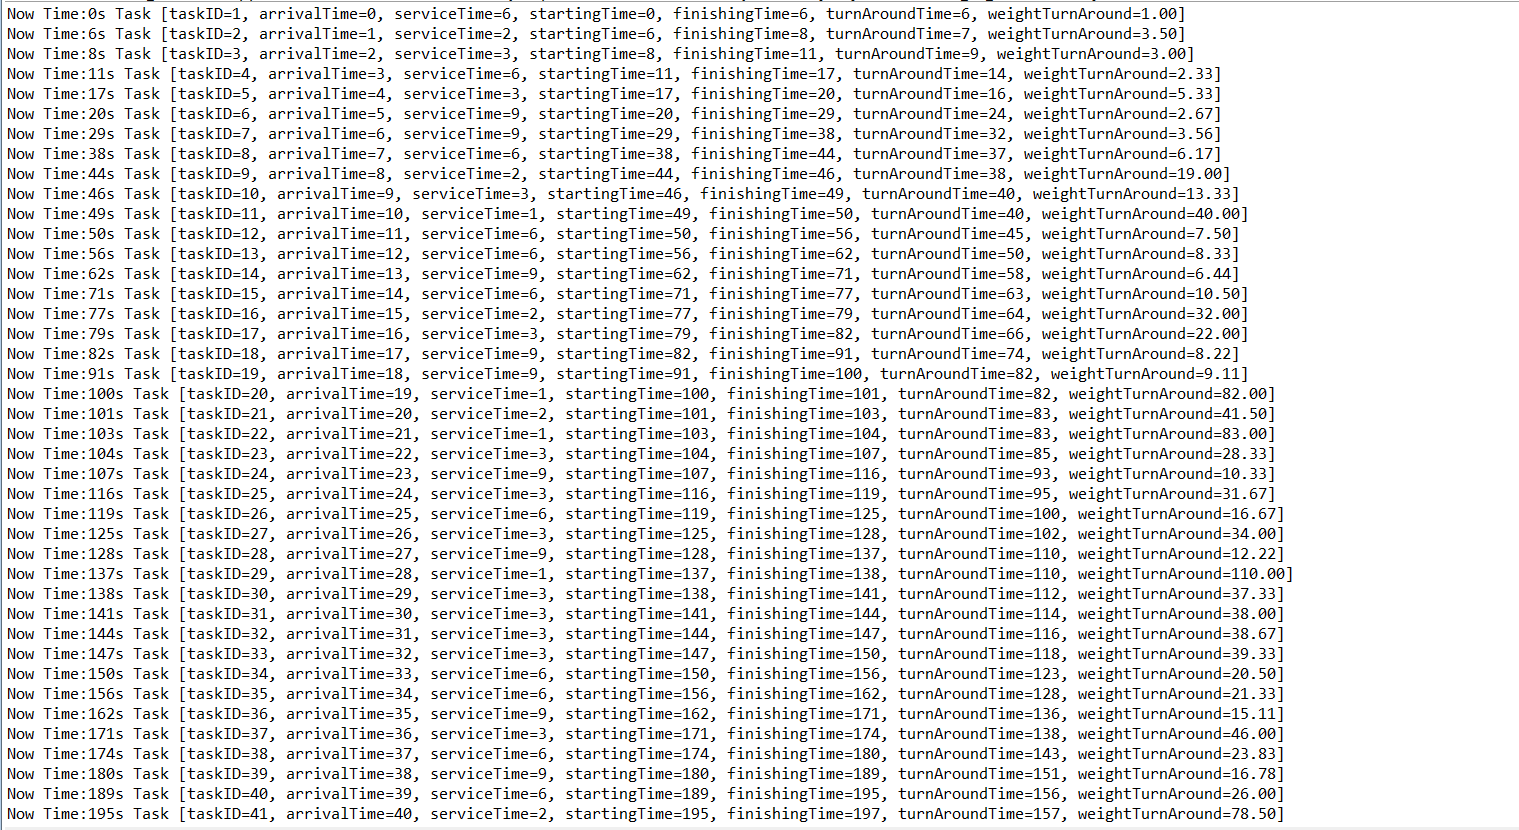 Now Time:0s Task [taskID=1, arrivalTime=0, serviceTime=6, startingTime=0, finishingTime=6, turnAroundTime=6, weightTurnAround=1.00]
Now Time:6s Task [taskID=2, arrivalTime=1, serviceTime=2, startingTime=6, finishingTime=8, turnAroundTime=7, weightTurnAround=3.50]
Now Time:8s Task [taskID=3, arrivalTime=2, serviceTime=3, startingTime=8, finishingTime=11, turnAroundTime=9, weightTurnAround=3.00]
Now Time:11s Task [taskID=4, arrivalTime=3, serviceTime=6, startingTime=11, finishingTime=17, turnAroundTime=14, weightTurnAround=2.33]
Now Time:17s Task [taskID=5, arrivalTime=4, serviceTime=3, startingTime=17, finishingTime=20, turnAroundTime=16, weightTurnAround=5.33]
Now Time:20s Task [taskID=6, arrivalTime=5, serviceTime=9, startingTime=20, finishingTime=29, turnAroundTime=24, weightTurnAround=2.67]
Now Time:29s Task [taskID=7, arrivalTime=6, serviceTime=9, startingTime=29, finishingTime=38, turnAroundTime=32, weightTurnAround=3.56]
Now Time:38s Task [taskID=8, arrivalTime=7, serviceTime=6, startingTime=38, finishingTime=44, turnAroundTime=37, weightTurnAround=6.17]
Now Time:44s Task [taskID=9, arrivalTime=8, serviceTime=2, startingTime=44, finishingTime=46, turnAroundTime=38, weightTurnAround=19.00]
Now Time:46s Task [taskID=10, arrivalTime=9, serviceTime=3, startingTime=46, finishingTime=49, turnAroundTime=40, weightTurnAround=13.33]
Now Time:49s Task [taskID=11, arrivalTime=10, serviceTime=1, startingTime=49, finishingTime=50, turnAroundTime=40, weightTurnAround=40.00]
Now Time:50s Task [taskID=12, arrivalTime=11, serviceTime=6, startingTime=50, finishingTime=56, turnAroundTime=45, weightTurnAround=7.50]
Now Time:56s Task [taskID=13, arrivalTime=12, serviceTime=6, startingTime=56, finishingTime=62, turnAroundTime=50, weightTurnAround=8.33]
Now Time:62s Task [taskID=14, arrivalTime=13, serviceTime=9, startingTime=62, finishingTime=71, turnAroundTime=58, weightTurnAround=6.44]
Now Time:71s Task [taskID=15, arrivalTime=14, serviceTime=6, startingTime=71, finishingTime=77, turnAroundTime=63, weightTurnAround=10.50]
Now Time:77s Task [taskID=16, arrivalTime=15, serviceTime=2, startingTime=77, finishingTime=79, turnAroundTime=64, weightTurnAround=32.00]
Now Time:79s Task [taskID=17, arrivalTime=16, serviceTime=3, startingTime=79, finishingTime=82, turnAroundTime=66, weightTurnAround=22.00]
Now Time:82s Task [taskID=18, arrivalTime=17, serviceTime=9, startingTime=82, finishingTime=91, turnAroundTime=74, weightTurnAround=8.22]
Now Time:91s Task [taskID=19, arrivalTime=18, serviceTime=9, startingTime=91, finishingTime=100, turnAroundTime=82, weightTurnAround=9.11]
Now Time:100s Task [taskID=20, arrivalTime=19, serviceTime=1, startingTime=100, finishingTime=101, turnAroundTime=82, weightTurnAround=82.00]
Now Time:101s Task [taskID=21, arrivalTime=20, serviceTime=2, startingTime=101, finishingTime=103, turnAroundTime=83, weightTurnAround=41.50]
Now Time:103s Task [taskID=22, arrivalTime=21, serviceTime=1, startingTime=103, finishingTime=104, turnAroundTime=83, weightTurnAround=83.00]
Now Time:104s Task [taskID=23, arrivalTime=22, serviceTime=3, startingTime=104, finishingTime=107, turnAroundTime=85, weightTurnAround=28.33]
Now Time:107s Task [taskID=24, arrivalTime=23, serviceTime=9, startingTime=107, finishingTime=116, turnAroundTime=93, weightTurnAround=10.33]
Now Time:116s Task [taskID=25, arrivalTime=24, serviceTime=3, startingTime=116, finishingTime=119, turnAroundTime=95, weightTurnAround=31.67]
Now Time:119s Task [taskID=26, arrivalTime=25, serviceTime=6, startingTime=119, finishingTime=125, turnAroundTime=100, weightTurnAround=16.67]
Now Time:125s Task [taskID=27, arrivalTime=26, serviceTime=3, startingTime=125, finishingTime=128, turnAroundTime=102, weightTurnAround=34.00]
Now Time:128s Task [taskID=28, arrivalTime=27, serviceTime=9, startingTime=128, finishingTime=137, turnAroundTime=110, weightTurnAround=12.22]
Now Time:137s Task [taskID=29, arrivalTime=28, serviceTime=1, startingTime=137, finishingTime=138, turnAroundTime=110, weightTurnAround=110.00]
Now Time:138s Task [taskID=30, arrivalTime=29, serviceTime=3, startingTime=138, finishingTime=141, turnAroundTime=112, weightTurnAround=37.33]
Now Time:141s Task [taskID=31, arrivalTime=30, serviceTime=3, startingTime=141, finishingTime=144, turnAroundTime=114, weightTurnAround=38.00]
Now Time:144s Task [taskID=32, arrivalTime=31, serviceTime=3, startingTime=144, finishingTime=147, turnAroundTime=116, weightTurnAround=38.67]
Now Time:147s Task [taskID=33, arrivalTime=32, serviceTime=3, startingTime=147, finishingTime=150, turnAroundTime=118, weightTurnAround=39.33]
Now Time:150s Task [taskID=34, arrivalTime=33, serviceTime=6, startingTime=150, finishingTime=156, turnAroundTime=123, weightTurnAround=20.50]
Now Time:156s Task [taskID=35, arrivalTime=34, serviceTime=6, startingTime=156, finishingTime=162, turnAroundTime=128, weightTurnAround=21.33]
Now Time:162s Task [taskID=36, arrivalTime=35, serviceTime=9, startingTime=162, finishingTime=171, turnAroundTime=136, weightTurnAround=15.11]
Now Time:171s Task [taskID=37, arrivalTime=36, serviceTime=3, startingTime=171, finishingTime=174, turnAroundTime=138, weightTurnAround=46.00]
Now Time:174s Task [taskID=38, arrivalTime=37, serviceTime=6, startingTime=174, finishingTime=180, turnAroundTime=143, weightTurnAround=23.83]
Now Time:180s Task [taskID=39, arrivalTime=38, serviceTime=9, startingTime=180, finishingTime=189, turnAroundTime=151, weightTurnAround=16.78]
Now Time:189s Task [taskID=40, arrivalTime=39, serviceTime=6, startingTime=189, finishingTime=195, turnAroundTime=156, weightTurnAround=26.00]
Now Time:195s Task [taskID=41, arrivalTime=40, serviceTime=2, startingTime=195, finishingTime=197, turnAroundTime=157, weightTurnAround=78.50]